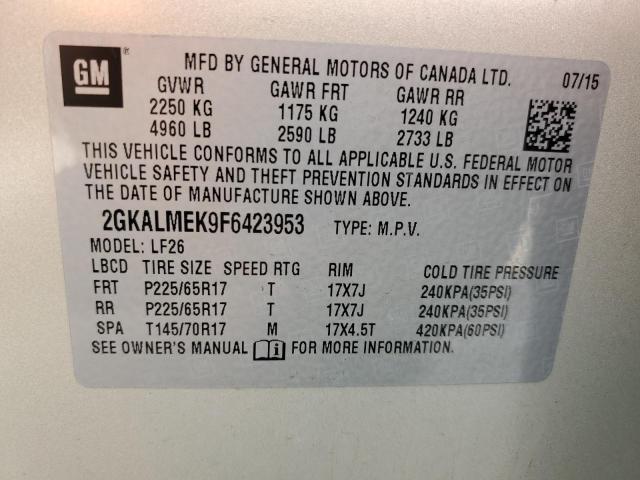 GM ®
MFD BY GENERAL MOTORS OF CANADA LTD. 07/15
GVWR GAWR FRT GAWR RR
2250 KG 1175 KG 1240 KG
4960 LB 2590 LB 2733 LB
THIS VEHICLE CONFORMS TO ALL APPLICABLE U.S. FEDERAL MOTOR
VEHICLE SAFETY AND THEFT PREVENTION STANDARDS IN EFFECT ON
THE DATE OF MANUFACTURE SHOWN ABOVE.
2GKALMEK9F6423953 TYPE: M.P.V.
MODEL: LF26
LBCD TIRE SIZE SPEED RTG RIM COLD TIRE PRESSURE
FRT P225/65R17 T 17X7J 240KPA(35PSI)
RR P225/65R17 T 17X7J 240KPA(35PSI)
SPA T145/70R17 M 17X4.5T 420KPA(60PSI)
SEE OWNER'S MANUAL i FOR MORE INFORMATION.